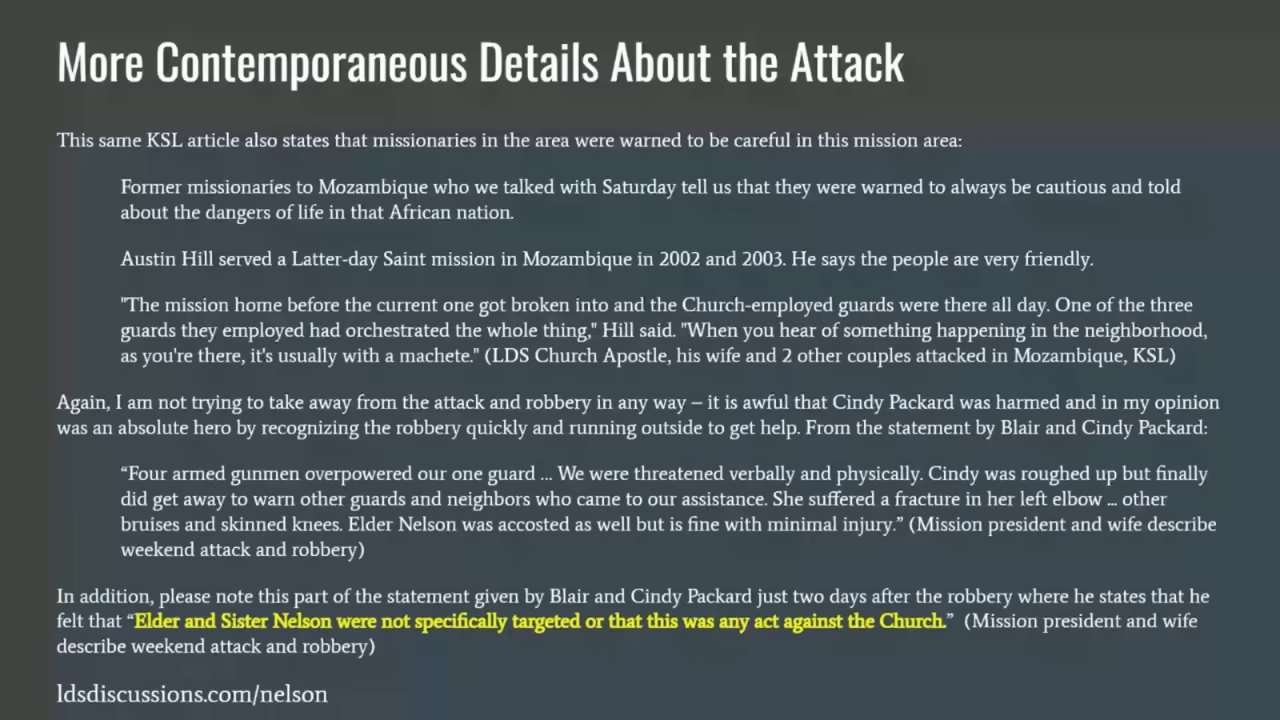 More Contemporaneous Details About the Attack
This same KSL article also states that missionaries in the area were warned to be careful in this mission area:
Former missionaries to Mozambique who we talked with Saturday tell us that they were warned to always be cautious and told
about the dangers of life in that African nation.
Austin Hill served a Latter-day Saint mission in Mozambique in 2002 and 2003. He says the people are very friendly.
"The mission home before the current one got broken into and the Church-employed guards were there all day. One of the three
guards they employed had orchestrated the whole thing," Hill said. "When you hear of something happening in the neighborhood,
as you're there, it's usually with a machete." (LDS Church Apostle, his wife and 2 other couples attacked in Mozambique, KSL)
Again, I am not trying to take away from the attack and robbery in any way – it is awful that Cindy Packard was harmed and in my opinion
was an absolute hero by recognizing the robbery quickly and running outside to get help. From the statement by Blair and Cindy Packard:
“Four armed gunmen overpowered our one guard ... We were threatened verbally and physically. Cindy was roughed up but finally
did get away to warn other guards and neighbors who came to our assistance. She suffered a fracture in her left elbow ... other
bruises and skinned knees. Elder Nelson was accosted as well but is fine with minimal injury.” (Mission president and wife describe
weekend attack and robbery)
In addition, please note this part of the statement given by Blair and Cindy Packard just two days after the robbery where he states that he
felt that “Elder and Sister Nelson were not specifically targeted or that this was any act against the Church.” (Mission president and wife
describe weekend attack and robbery)
ldsdiscussions.com/nelson